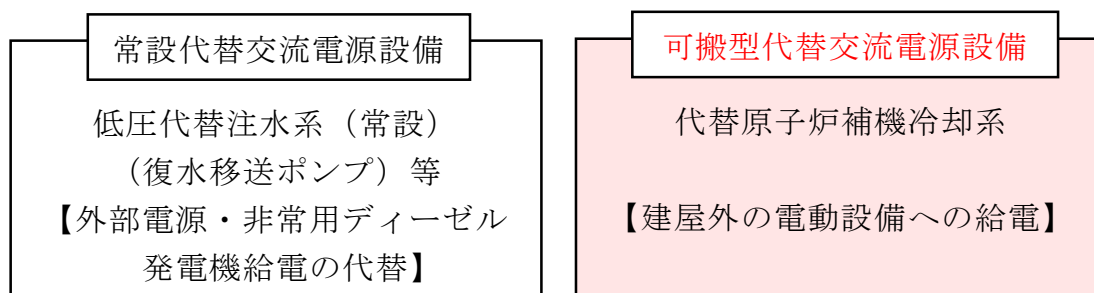 常設代替交流電源設備
低圧代替注水系（常設）
（復水移送ポンプ）等
【外部電源・非常用ディーゼル
発電機給電の代替】
可搬型代替交流電源設備
代替原子炉補機冷却系
【建屋外の電動設備への給電】